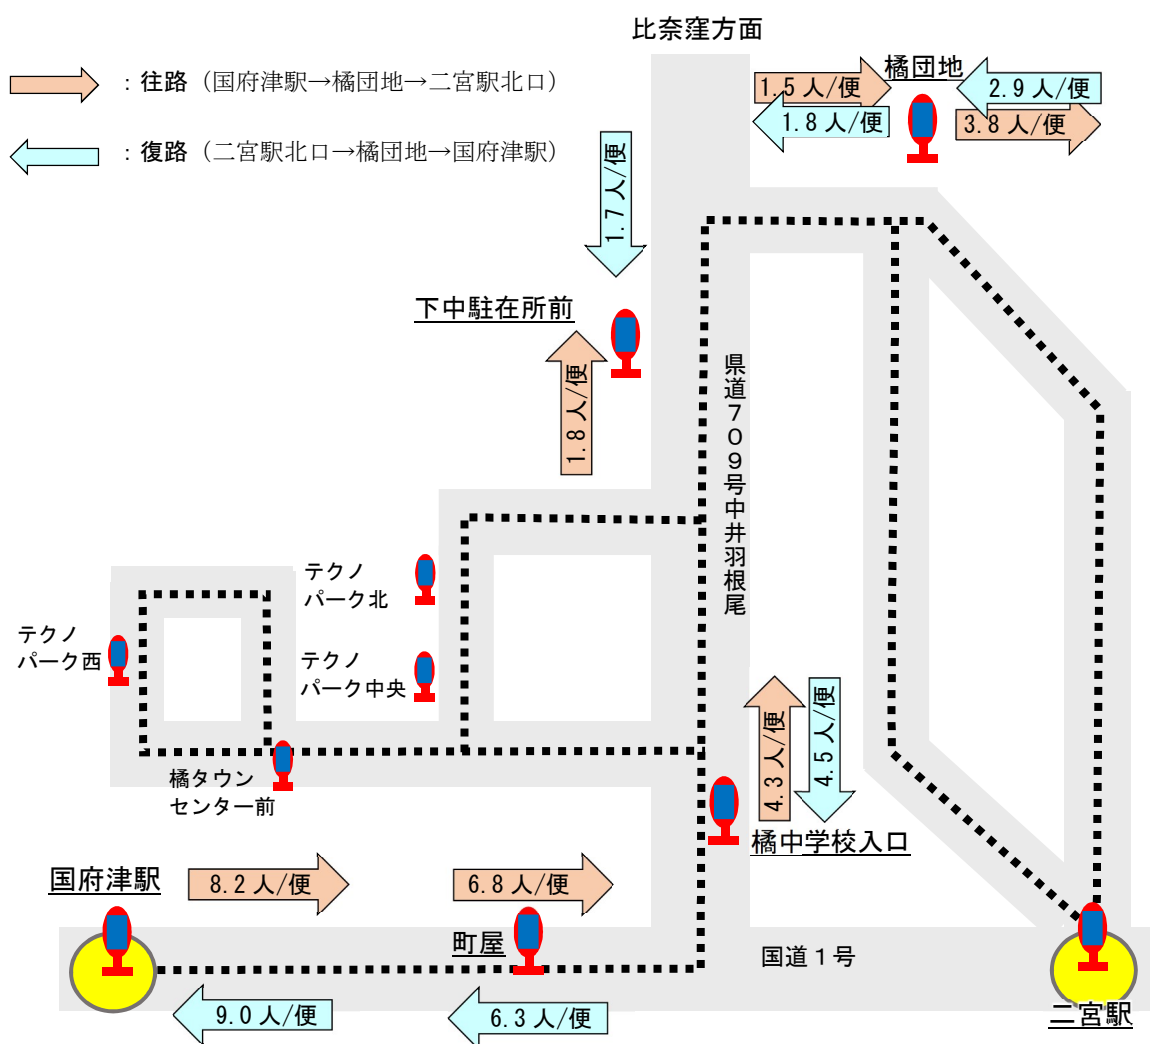 比奈窪方面
：往路（国府津駅→橘団地→二宮駅北口）
：復路（二宮駅北口→橘団地→国府津駅）
橘団地
1.5 人/便
2.9 人/便
1.8 人/便
3.8 人/便
1.7 人/便
下中駐在所前
1.8 人/便
県道７０９号中井羽根尾
テクノ
パーク北
テクノ
パーク西
テクノ
パーク中央
4.3 人/便
4.5 人/便
橘タウン
センター前
橘中学校入口
国府津駅
8.2 人/便
6.8 人/便
町屋
国道１号
9.0 人/便
6.3 人/便
二宮駅